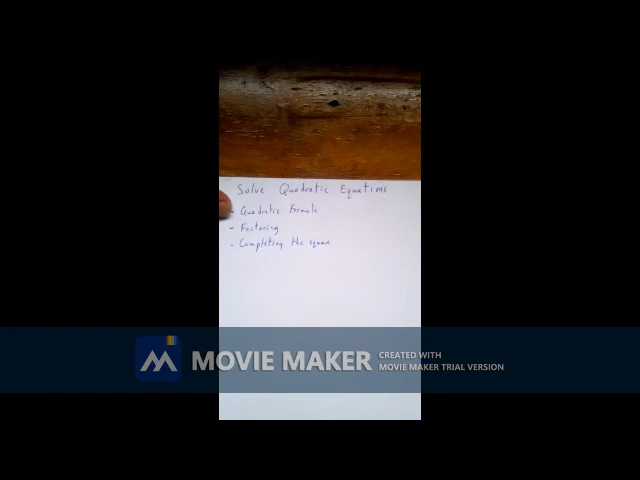 Solve Quadratic Equations
- Quadratic Formula
- Factoring
- Completing the square
MOVIE MAKER
CREATED WITH
MOVIE MAKER TRIAL VERSION